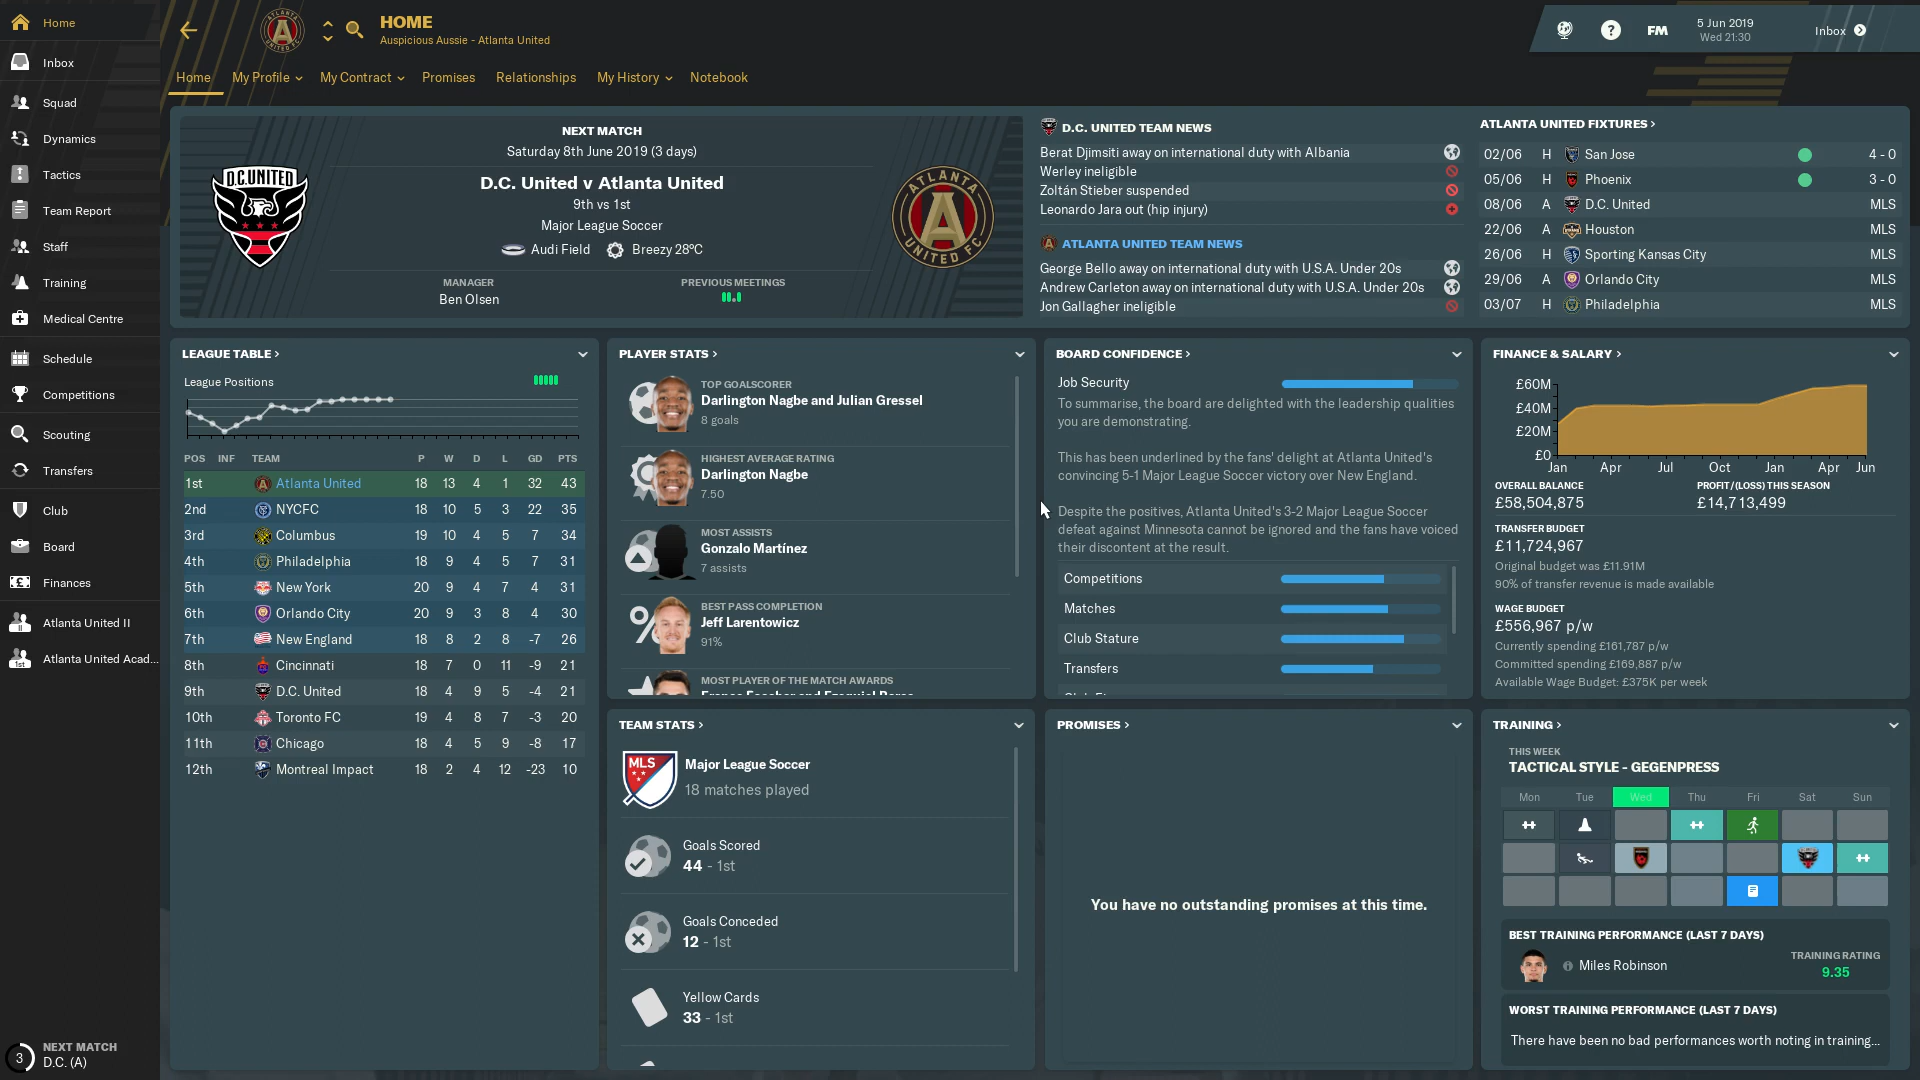 Home
Inbox
Squad
Dynamics
Tactics
Team Report
Staff
Training
Medical Centre
Schedule
Competitions
Scouting
Transfers
Club
Board
Finances
Atlanta United II
Atlanta United Acad...
3
NEXT MATCH
D.C. (A)
HOME
Auspicious Aussie - Atlanta United
Home My Profile My Contract Promises Relationships My History Notebook
FM
5 Jun 2019
Wed 21:30
Inbox
NEXT MATCH
Saturday 8th June 2019 (3 days)
D.C. United v Atlanta United
9th vs 1st
Major League Soccer
Audi Field Breezy 28ºC
MANAGER
Ben Olsen
PREVIOUS MEETINGS
D.C.UNITED
ATLANTA UNITED FC
D.C. UNITED TEAM NEWS
Berat Djimsiti away on international duty with Albania
Werley ineligible
Zoltán Stieber suspended
Leonardo Jara out (hip injury)
ATLANTA UNITED TEAM NEWS
George Bello away on international duty with U.S.A. Under 20s
Andrew Carleton away on international duty with U.S.A. Under 20s
Jon Gallagher ineligible
ATLANTA UNITED FIXTURES >
02/06 H San Jose 4 - 0
05/06 H Phoenix 3 - 0
08/06 A D.C. United MLS
22/06 A Houston MLS
26/06 H Sporting Kansas City MLS
29/06 A Orlando City MLS
03/07 H Philadelphia MLS
LEAGUE TABLE >
League Positions
POS INF TEAM P W D L GD PTS
1st Atlanta United 18 13 4 1 32 43
2nd NYCFC 18 10 5 3 22 35
3rd Columbus 19 10 4 5 7 34
4th Philadelphia 18 9 4 5 7 31
5th New York 20 9 4 7 4 31
6th Orlando City 20 9 3 8 4 30
7th New England 18 8 2 8 -7 26
8th Cincinnati 18 7 0 11 -9 21
9th D.C. United 18 4 9 5 -4 21
10th Toronto FC 19 4 8 7 -3 20
11th Chicago 18 4 5 9 -8 17
12th Montreal Impact 18 2 4 12 -23 10
PLAYER STATS >
TOP GOALSCORER
Darlington Nagbe and Julian Gressel
8 goals
HIGHEST AVERAGE RATING
Darlington Nagbe
7.50
MOST ASSISTS
Gonzalo Martínez
7 assists
BEST PASS COMPLETION
Jeff Larentowicz
91%
MOST PLAYER OF THE MATCH AWARDS
BOARD CONFIDENCE >
Job Security
To summarise, the board are delighted with the leadership qualities
you are demonstrating.
This has been underlined by the fans' delight at Atlanta United's
convincing 5-1 Major League Soccer victory over New England.
Despite the positives, Atlanta United's 3-2 Major League Soccer
defeat against Minnesota cannot be ignored and the fans have voiced
their discontent at the result.
Competitions
Matches
Club Stature
Transfers
FINANCE & SALARY >
£60M
£40M
£20M
£0
Jan Apr Jul Oct Jan Apr Jun
OVERALL BALANCE PROFIT/(LOSS) THIS SEASON
£58,504,875 £14,713,499
TRANSFER BUDGET
£11,724,967
Original budget was £11.91M
90% of transfer revenue is made available
WAGE BUDGET
£556,967 p/w
Currently spending £161,787 p/w
Committed spending £169,887 p/w
Available Wage Budget: £375K per week
TEAM STATS >
MLS
Major League Soccer
18 matches played
Goals Scored
44 - 1st
Goals Conceded
12 - 1st
Yellow Cards
33 - 1st
PROMISES >
You have no outstanding promises at this time.
TRAINING >
THIS WEEK
TACTICAL STYLE - GEGENPRESS
Mon Tue Wed Thu Fri Sat Sun
BEST TRAINING PERFORMANCE (LAST 7 DAYS)
Miles Robinson
TRAINING RATING
9.35
WORST TRAINING PERFORMANCE (LAST 7 DAYS)
There have been no bad performances worth noting in training...